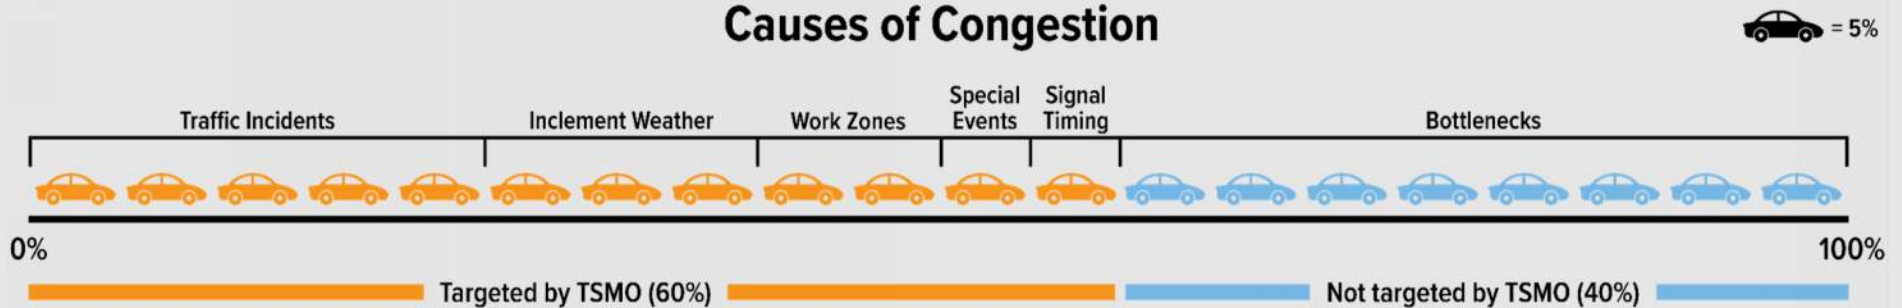 Causes of Congestion
= 5%
Traffic Incidents
Inclement Weather
Work Zones
Special
Events
Signal
Timing
Bottlenecks
0%
100%
Targeted by TSMO (60%)
Not targeted by TSMO (40%)